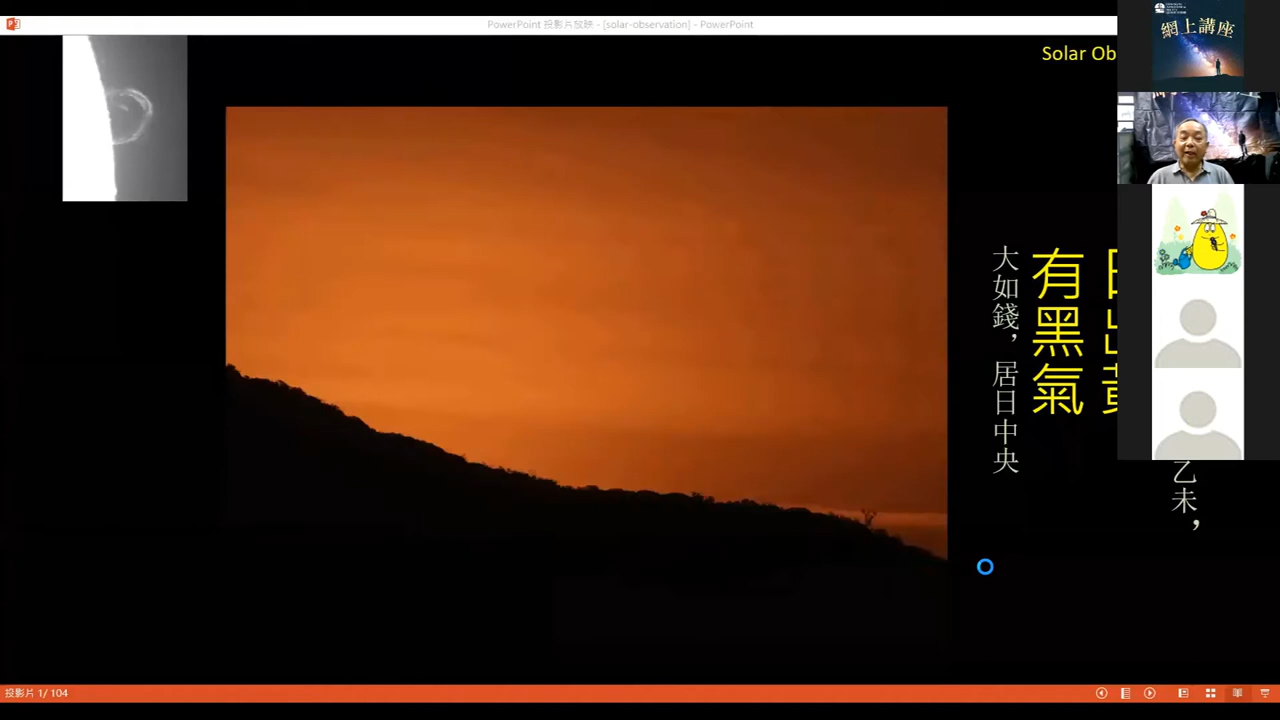 PowerPoint 投影片放映 - [solar-observation] - PowerPoint
Solar Ob
網上講座
乙未，
有黑氣
大如錢，居日中央
投影片 1/ 104